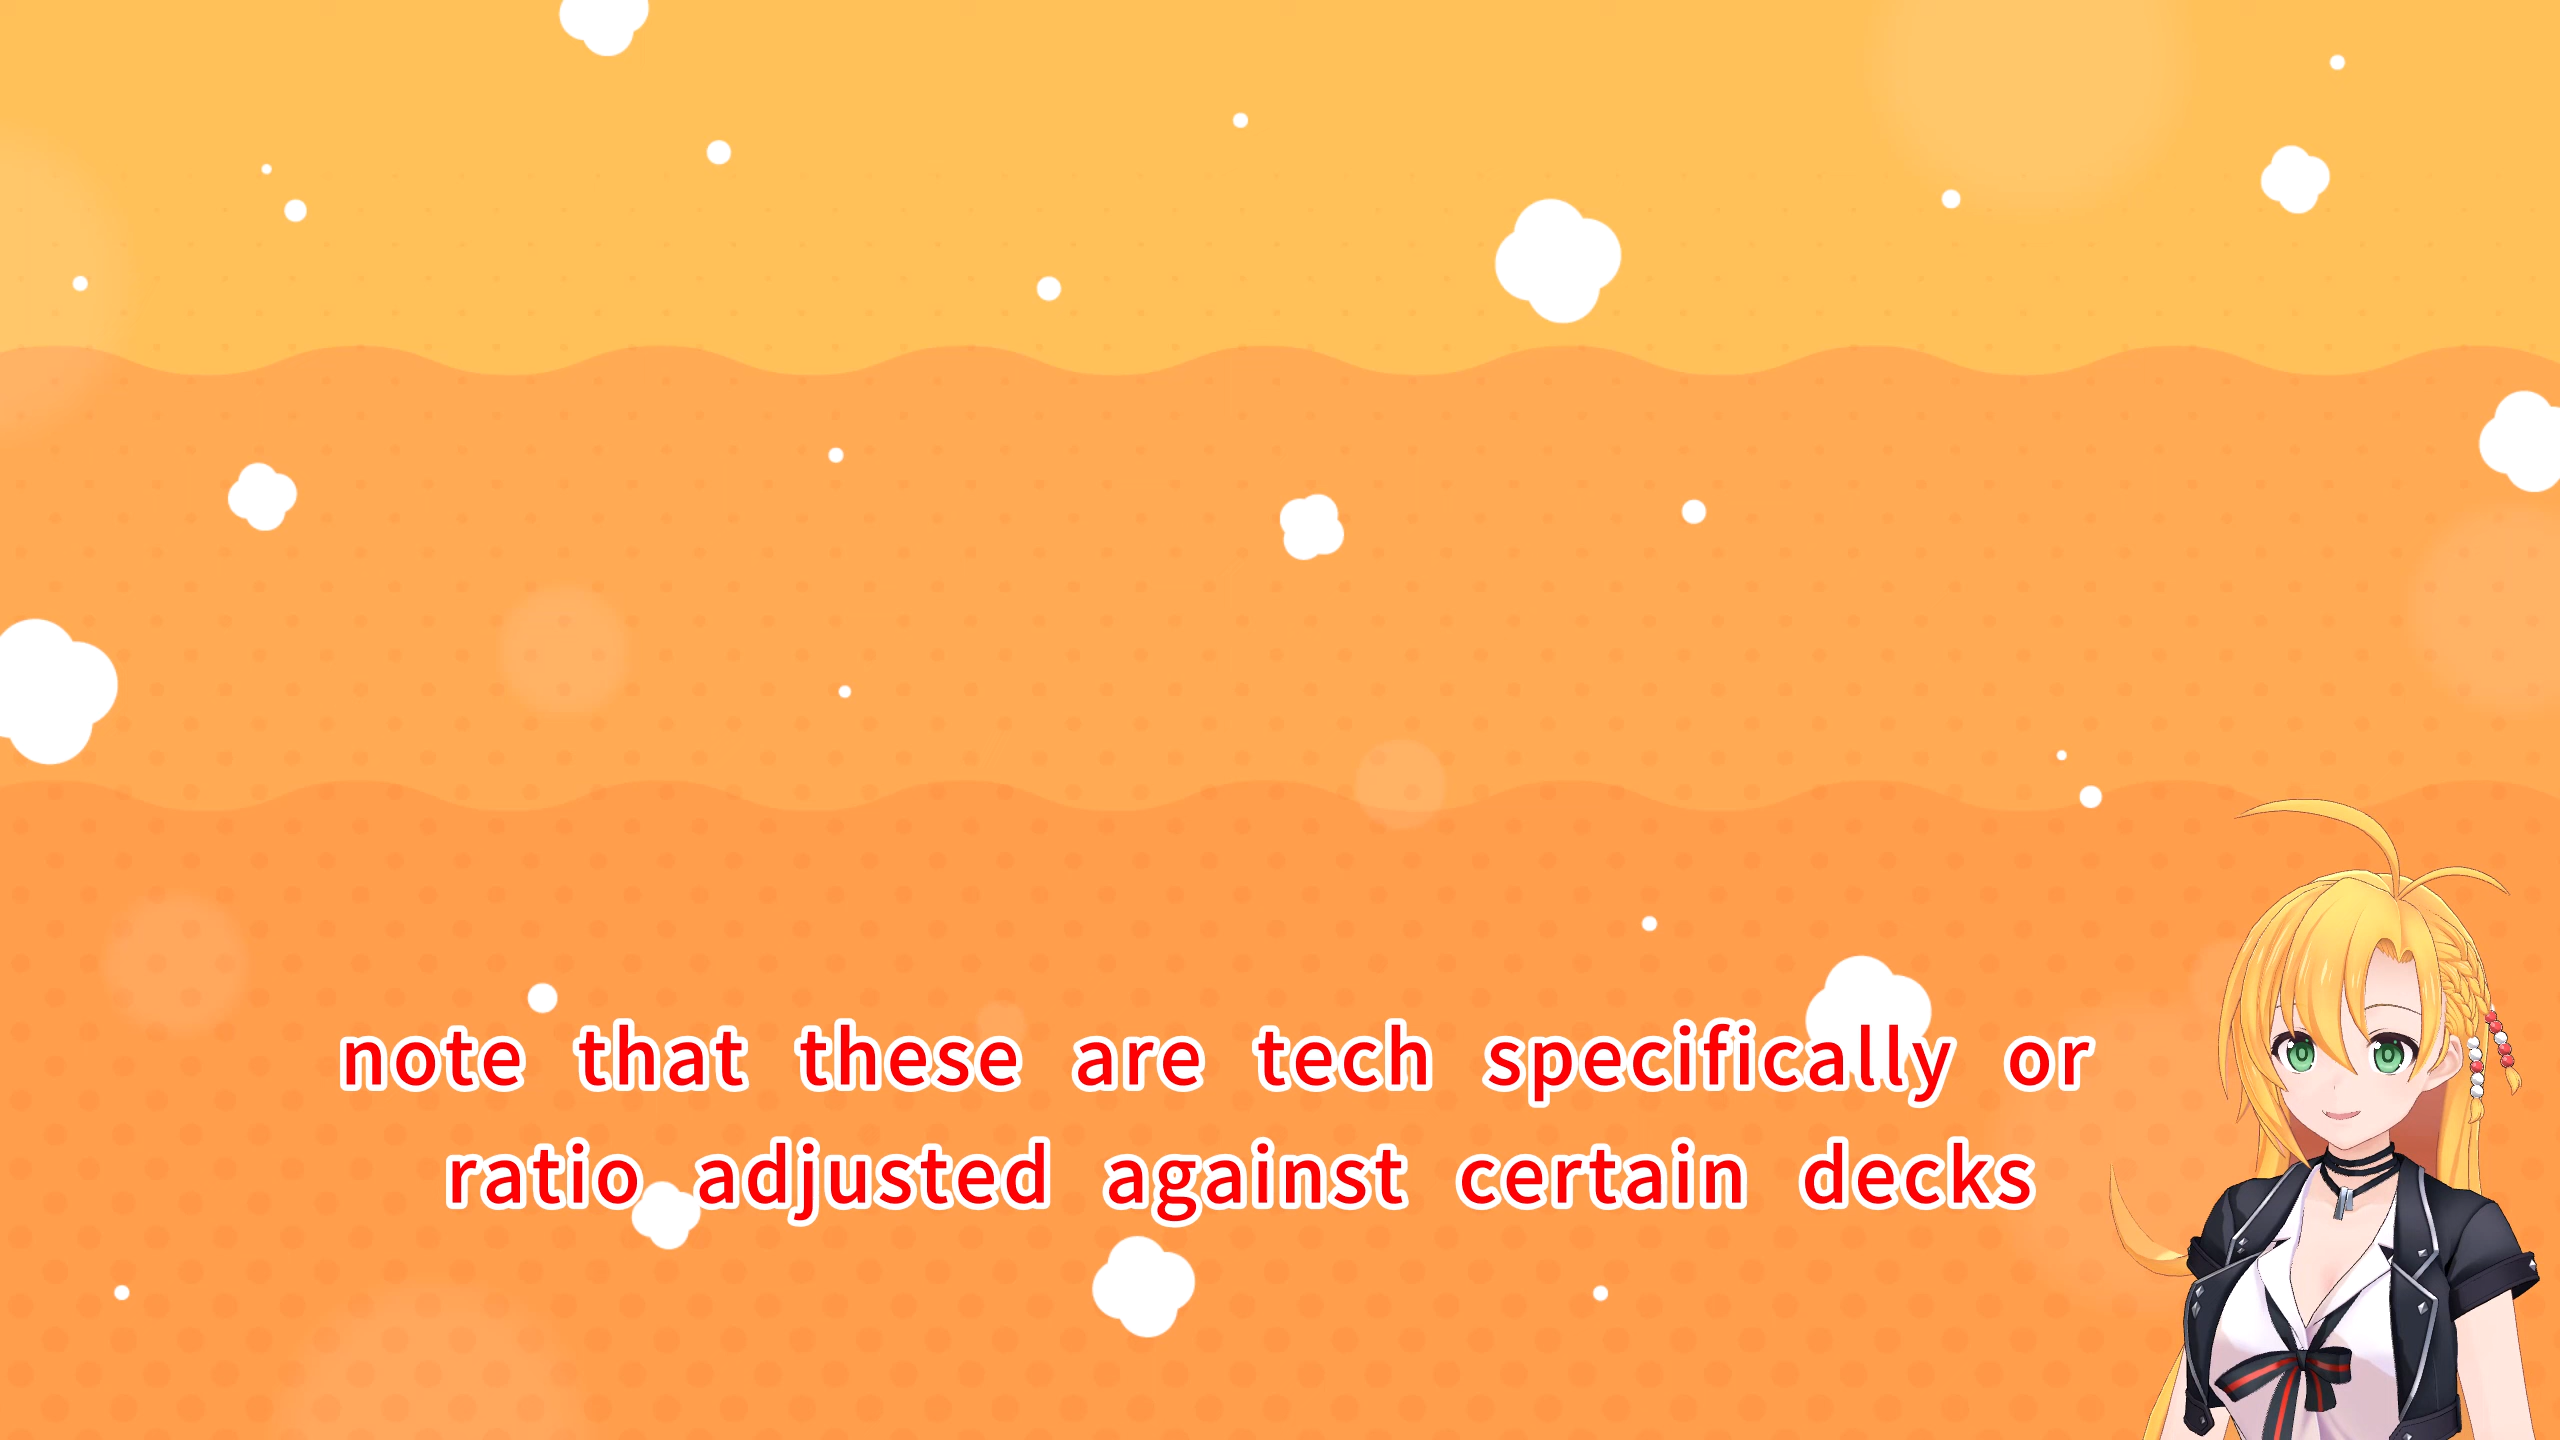 note that these are tech specifically or
ratio adjusted against certain decks